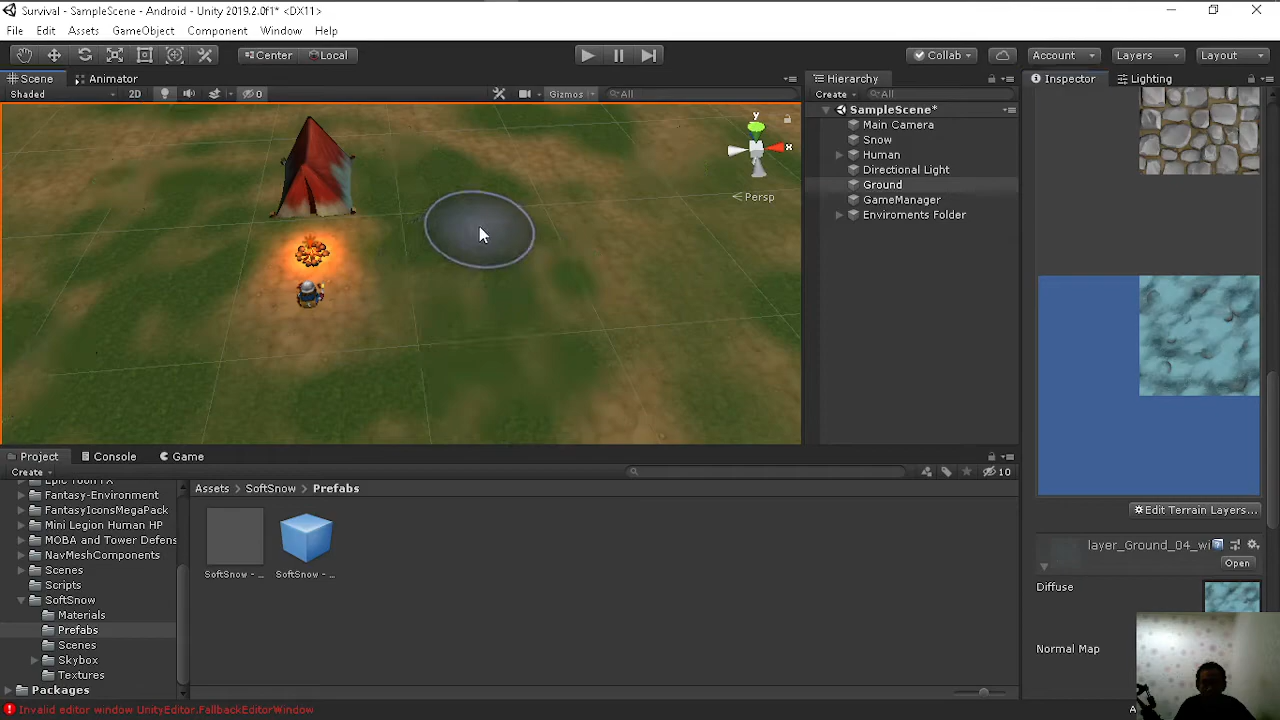 Survival - SampleScene - Android - Unity 2019.2.0f1* <DX11>
File Edit Assets GameObject Component Window Help
Center Local Collab Account Layers Layout
Scene Animator Hierarchy Inspector Lighting
Shaded 2D 0 Gizmos All Create All
SampleScene*
Main Camera
Snow
Human
Directional Light
Ground
GameManager
Enviroments Folder
y
x
Persp
Project Console Game
Create 10
Epic Toon FX
Fantasy-Environment
FantasyIconsMegaPack
Mini Legion Human HP
MOBA and Tower Defens
NavMeshComponents
Scenes
Scripts
SoftSnow
Materials
Prefabs
Scenes
Skybox
Textures
Packages
Assets SoftSnow Prefabs
SoftSnow - ... SoftSnow - ...
Edit Terrain Layers...
layer_Ground_04_wi
Open
Diffuse
Normal Map
Invalid editor window UnityEditor.FallbackEditorWindow